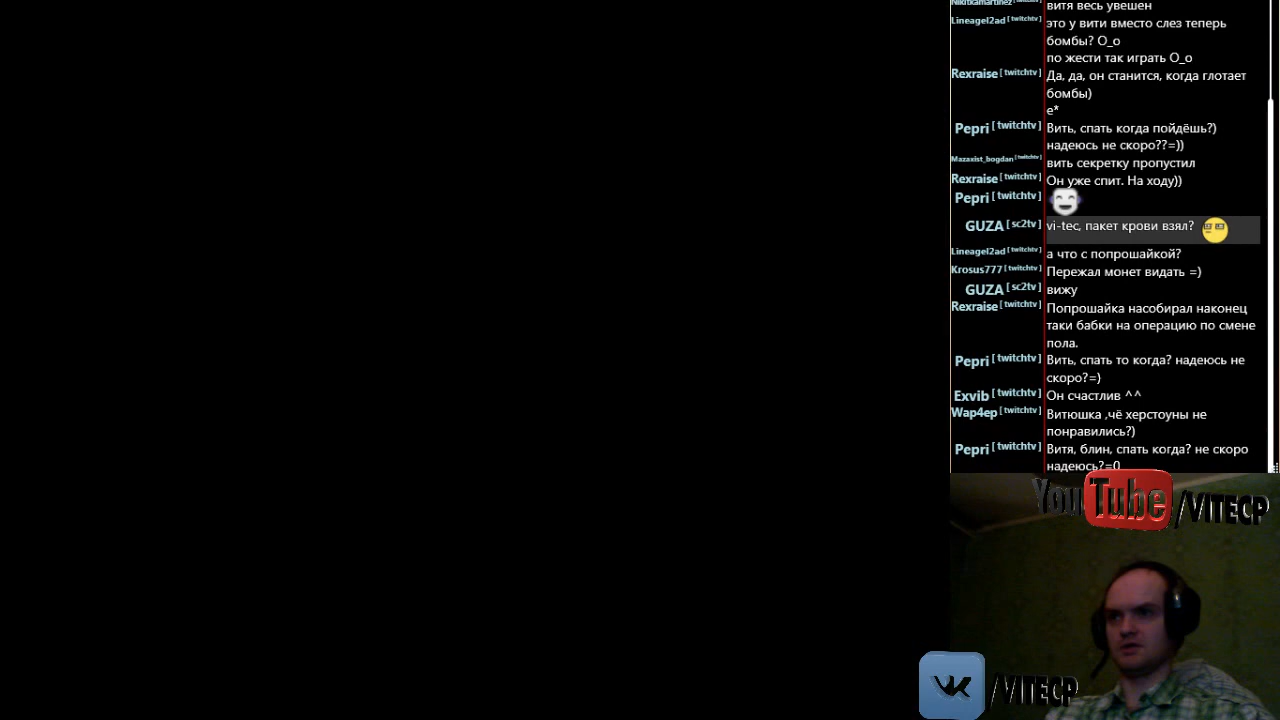 Nikitkamartinez [ twitchtv ] витя весь увешен
Lineagel2ad [ twitchtv ] это у вити вместо слез теперь
бомбы? О_о
по жести так играть О_о
Rexraise [ twitchtv ] Да, да, он станится, когда глотает
бомбы)
е*
Pepri [ twitchtv ] Вить, спать когда пойдёшь?)
надеюсь не скоро??=))
Mazaxist_bogdan [ twitchtv ] вить секретку пропустил
Rexraise [ twitchtv ] Он уже спит. На ходу))
Pepri [ twitchtv ]
GUZA [ sc2tv ] vi-tec, пакет крови взял?
Lineagel2ad [ twitchtv ] а что с попрошайкой?
Krosus777 [ twitchtv ] Пережал монет видать =)
GUZA [ sc2tv ] вижу
Rexraise [ twitchtv ] Попрошайка насобирал наконец
таки бабки на операцию по смене
пола.
Pepri [ twitchtv ] Вить, спать то когда? надеюсь не
скоро?=)
Exvib [ twitchtv ] Он счастлив ^^
Wap4ep [ twitchtv ] Витюшка ,чё херстоуны не
понравились?)
Pepri [ twitchtv ] Витя, блин, спать когда? не скоро
надеюсь?=0
YouTube /VITECP
/VITECP